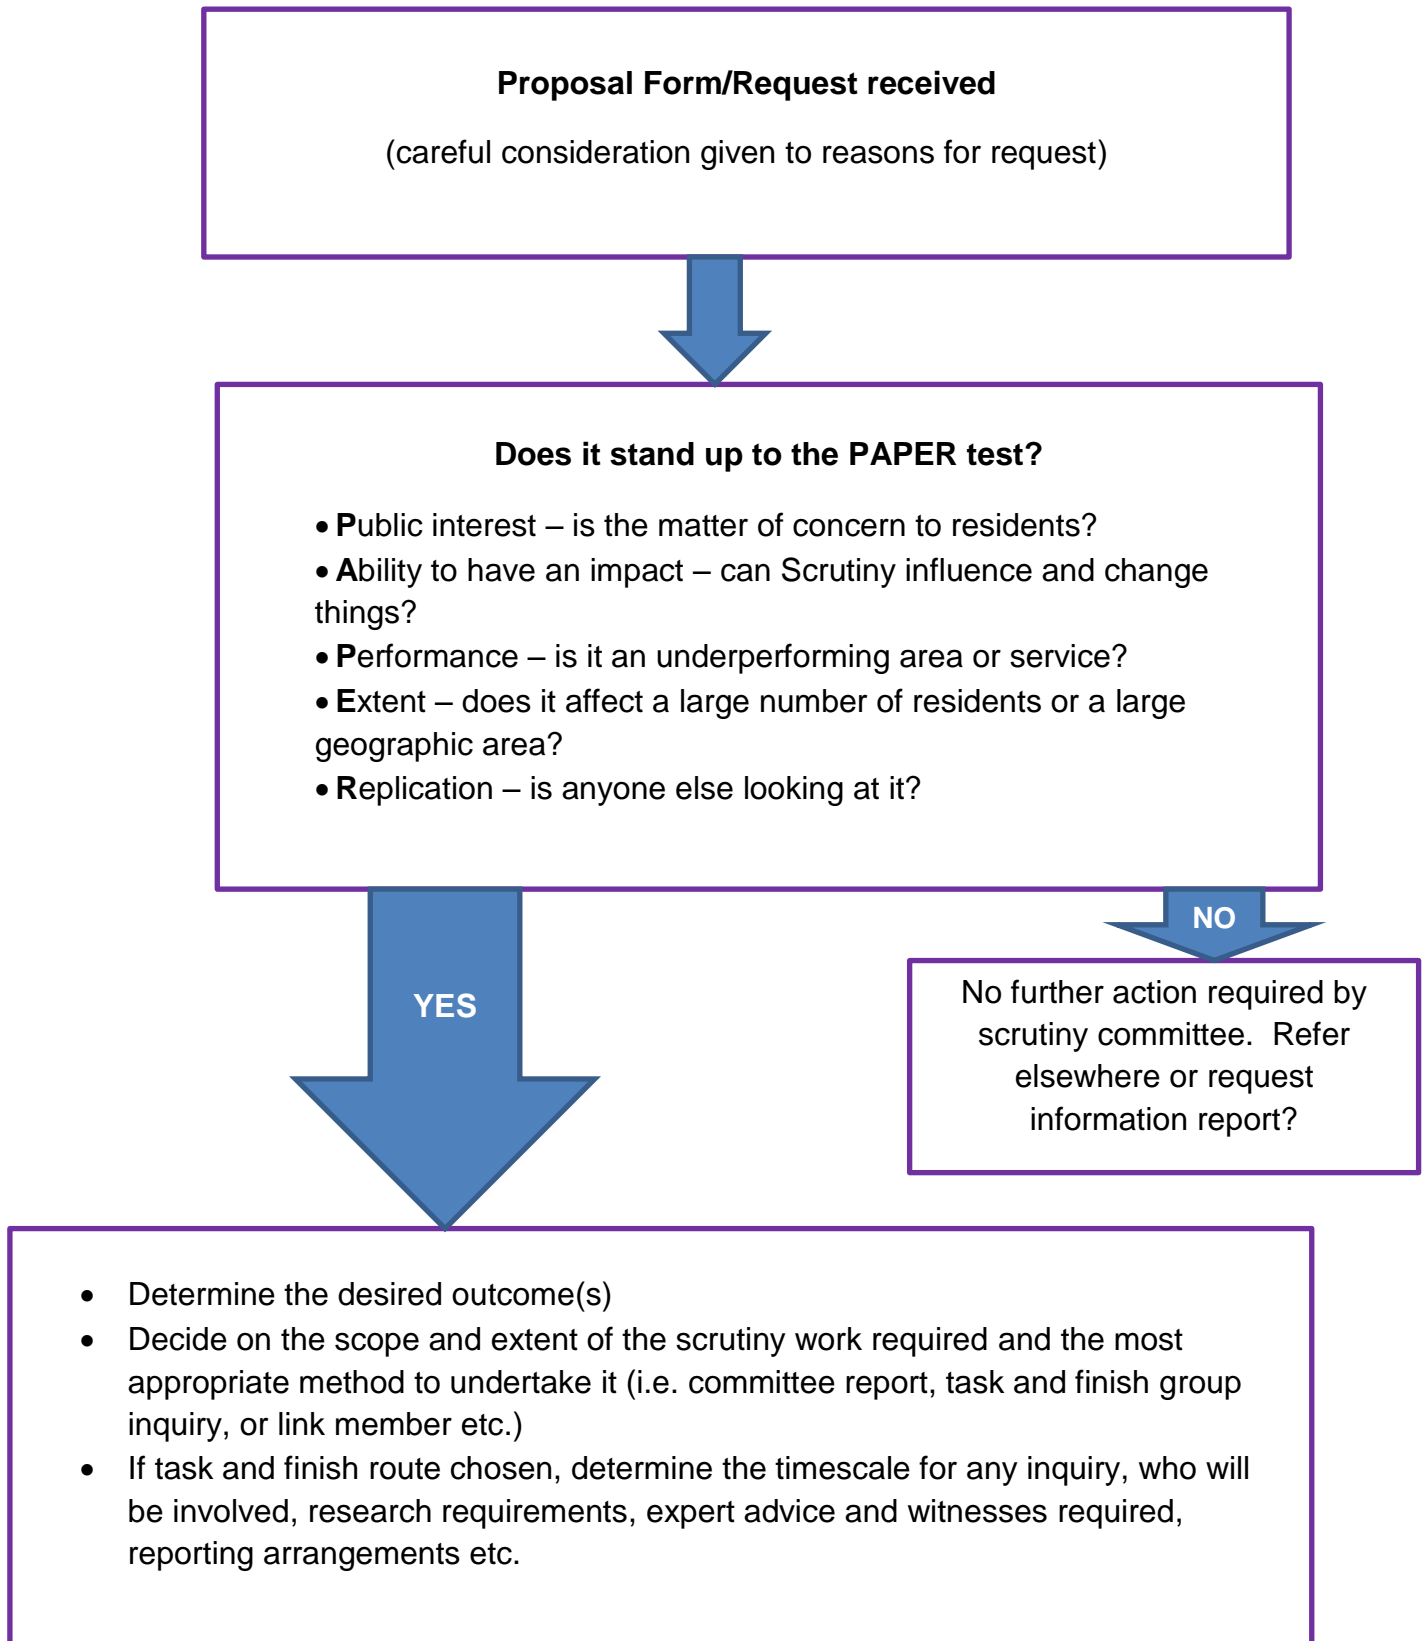 Proposal Form/Request received
(careful consideration given to reasons for request)
Does it stand up to the PAPER test?
• Public interest – is the matter of concern to residents?
• Ability to have an impact – can Scrutiny influence and change
things?
• Performance – is it an underperforming area or service?
• Extent – does it affect a large number of residents or a large
geographic area?
• Replication – is anyone else looking at it?
NO
YES
No further action required by
scrutiny committee.  Refer
elsewhere or request
information report?
• Determine the desired outcome(s)
• Decide on the scope and extent of the scrutiny work required and the most
appropriate method to undertake it (i.e. committee report, task and finish group
inquiry, or link member etc.)
• If task and finish route chosen, determine the timescale for any inquiry, who will
be involved, research requirements, expert advice and witnesses required,
reporting arrangements etc.